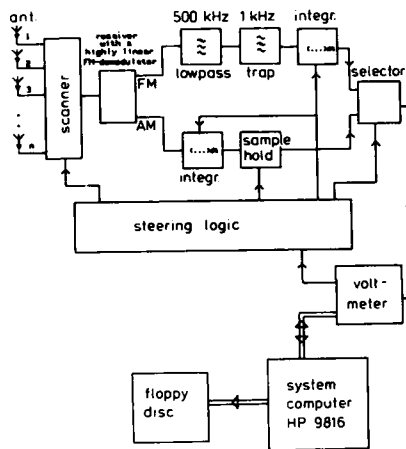 ant.
1
2
3
n
scanner
receiver
with a
highly linear
FM-demodulator
FM
AM
500 kHz
lowpass
1 kHz
trap
integr.
selector
integr.
sample
hold
steering logic
volt-
meter
system
computer
HP 9816
floppy
disc